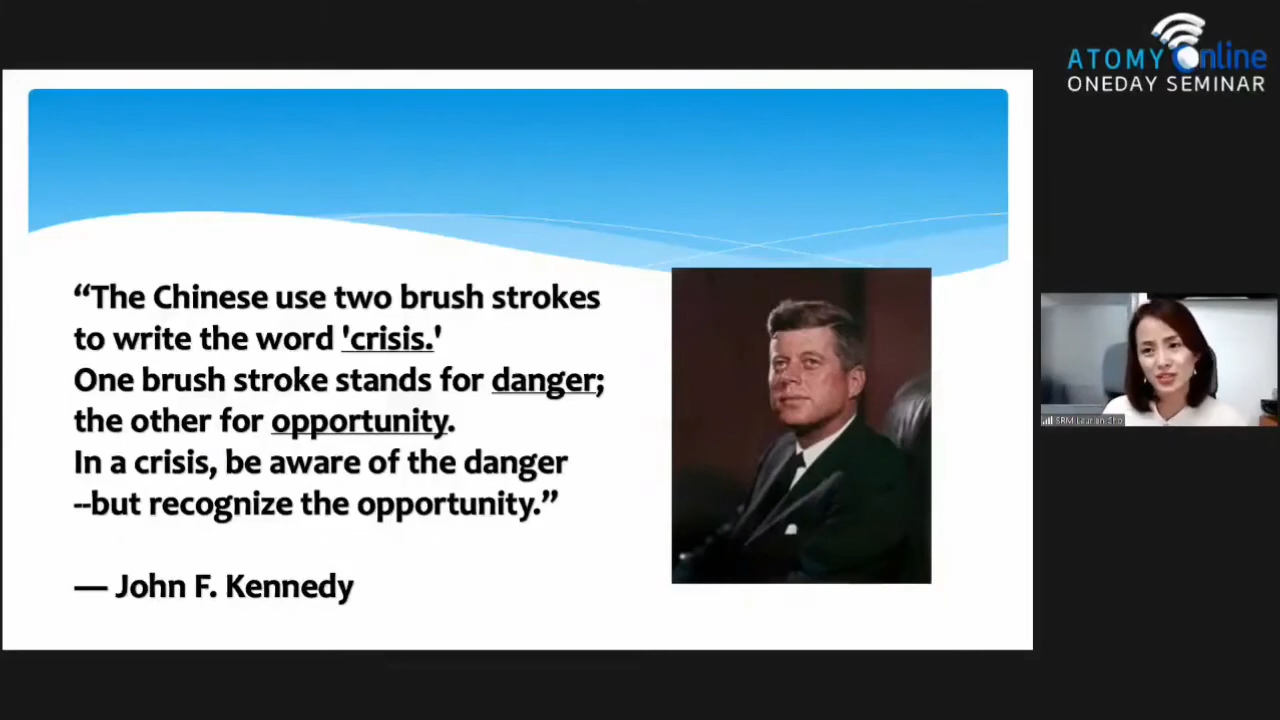 ATOMY Online
ONEDAY SEMINAR
“The Chinese use two brush strokes
to write the word 'crisis.'
One brush stroke stands for danger;
the other for opportunity.
In a crisis, be aware of the danger
--but recognize the opportunity.”
— John F. Kennedy
SRM